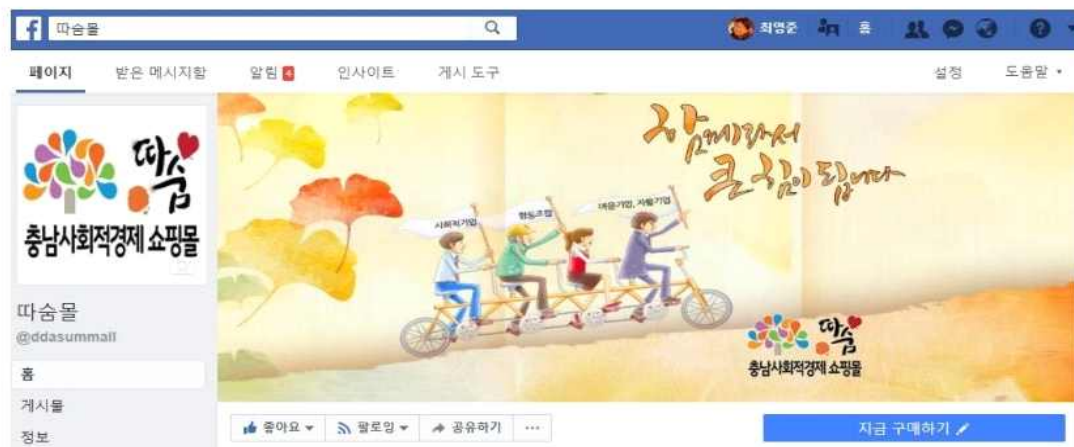 따숨몰
최영준
홈
페이지 받은 메시지함 알림 4 인사이트 게시 도구 설정 도움말
따숨
충남사회적경제 쇼핑몰
함께라서
큰 힘이 됩니다
사회적기업
협동조합
마을기업, 자활기업
따숨
충남사회적경제 쇼핑몰
따숨몰
@ddasummall
홈
게시물
정보
좋아요 팔로잉 공유하기 ...
지금 구매하기